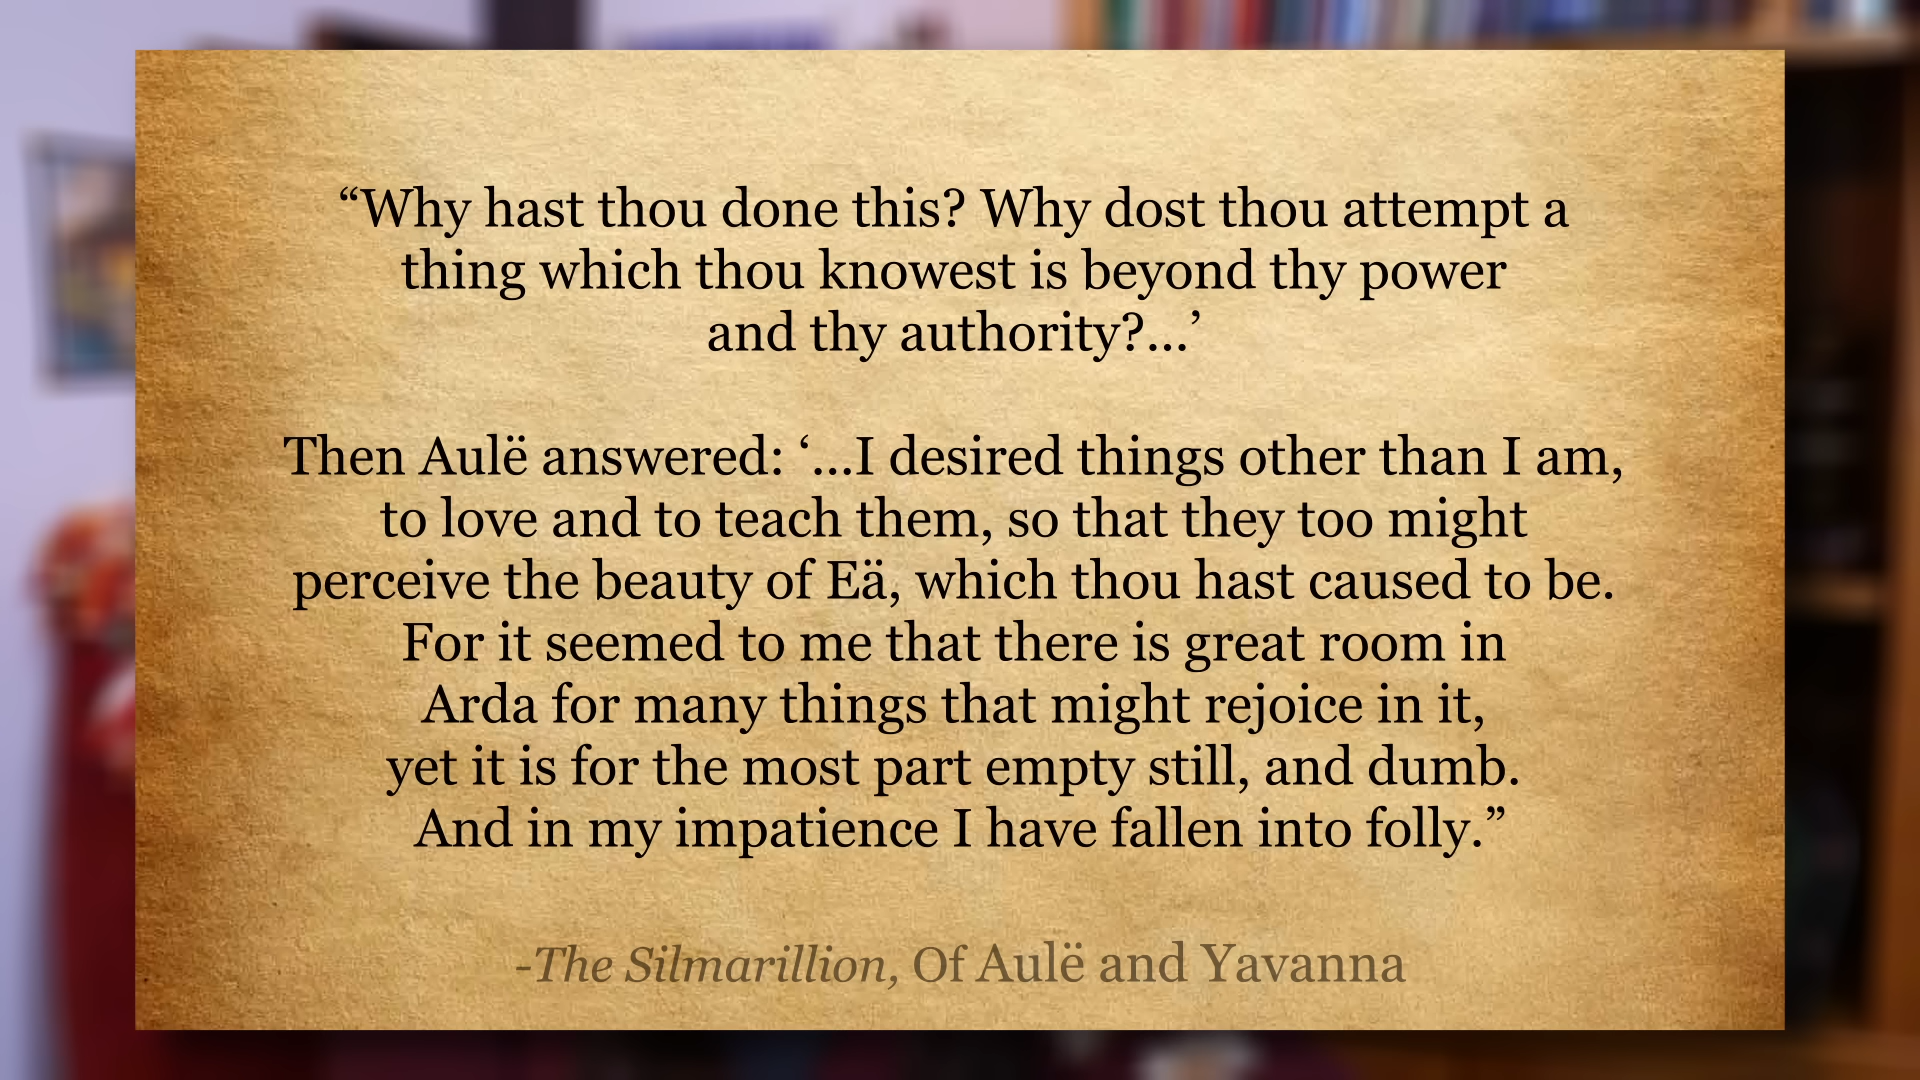 “Why hast thou done this? Why dost thou attempt a
thing which thou knowest is beyond thy power
and thy authority?...’
Then Aulë answered: ‘...I desired things other than I am,
to love and to teach them, so that they too might
perceive the beauty of Eä, which thou hast caused to be.
For it seemed to me that there is great room in
Arda for many things that might rejoice in it,
yet it is for the most part empty still, and dumb.
And in my impatience I have fallen into folly.”
-The Silmarillion, Of Aulë and Yavanna